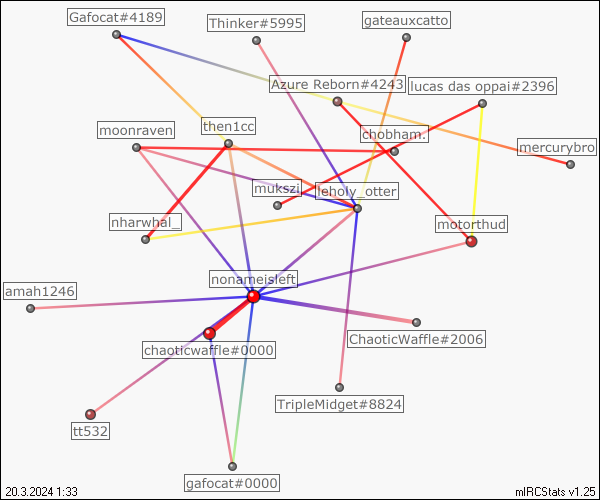 Gafocat#4189
Thinker#5995
gateauxcatto
Azure Reborn#4243
lucas das oppai#2396
moonraven
then1cc
chobham.
mercurybro
mukszi
leholy_otter
nharwhal_
motorthud
nonameisleft
amah1246
ChaoticWaffle#2006
chaoticwaffle#0000
TripleMidget#8824
tt532
gafocat#0000
20.3.2024 1:33
mIRCStats v1.25